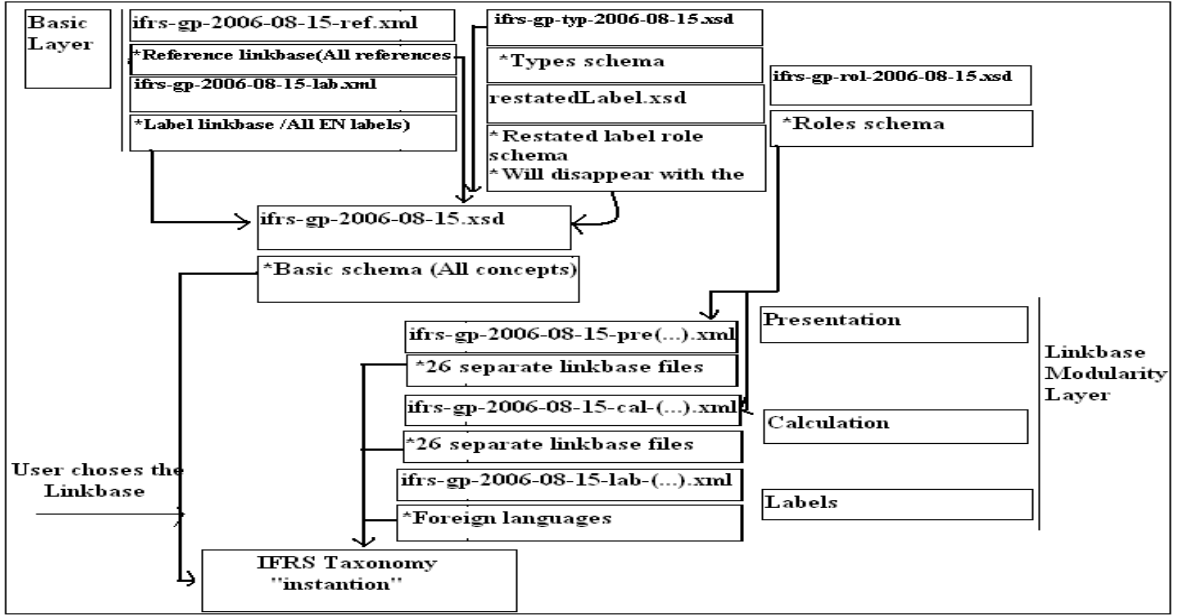 Basic
Layer
ifrs-gp-2006-08-15-ref.xml
*Reference linkbase(All references
ifrs-gp-2006-08-15-lab.xml
*Label linkbase /All EN labels)
ifrs-gp-typ-2006-08-15.xsd
*Types schema
restatedLabel.xsd
*Restated label role
schema
*Will disappear with the
ifrs-gp-rol-2006-08-15.xsd
*Roles schema
ifrs-gp-2006-08-15.xsd
*Basic schema (All concepts)
ifrs-gp-2006-08-15-pre(...).xml
*26 separate linkbase files
ifrs-gp-2006-08-15-cal-(...).xml
*26 separate linkbase files
ifrs-gp-2006-08-15-lab-(...).xml
*Foreign languages
Presentation
Calculation
Labels
Linkbase
Modularity
Layer
User choses the
Linkbase
IFRS Taxonomy
"instantion"